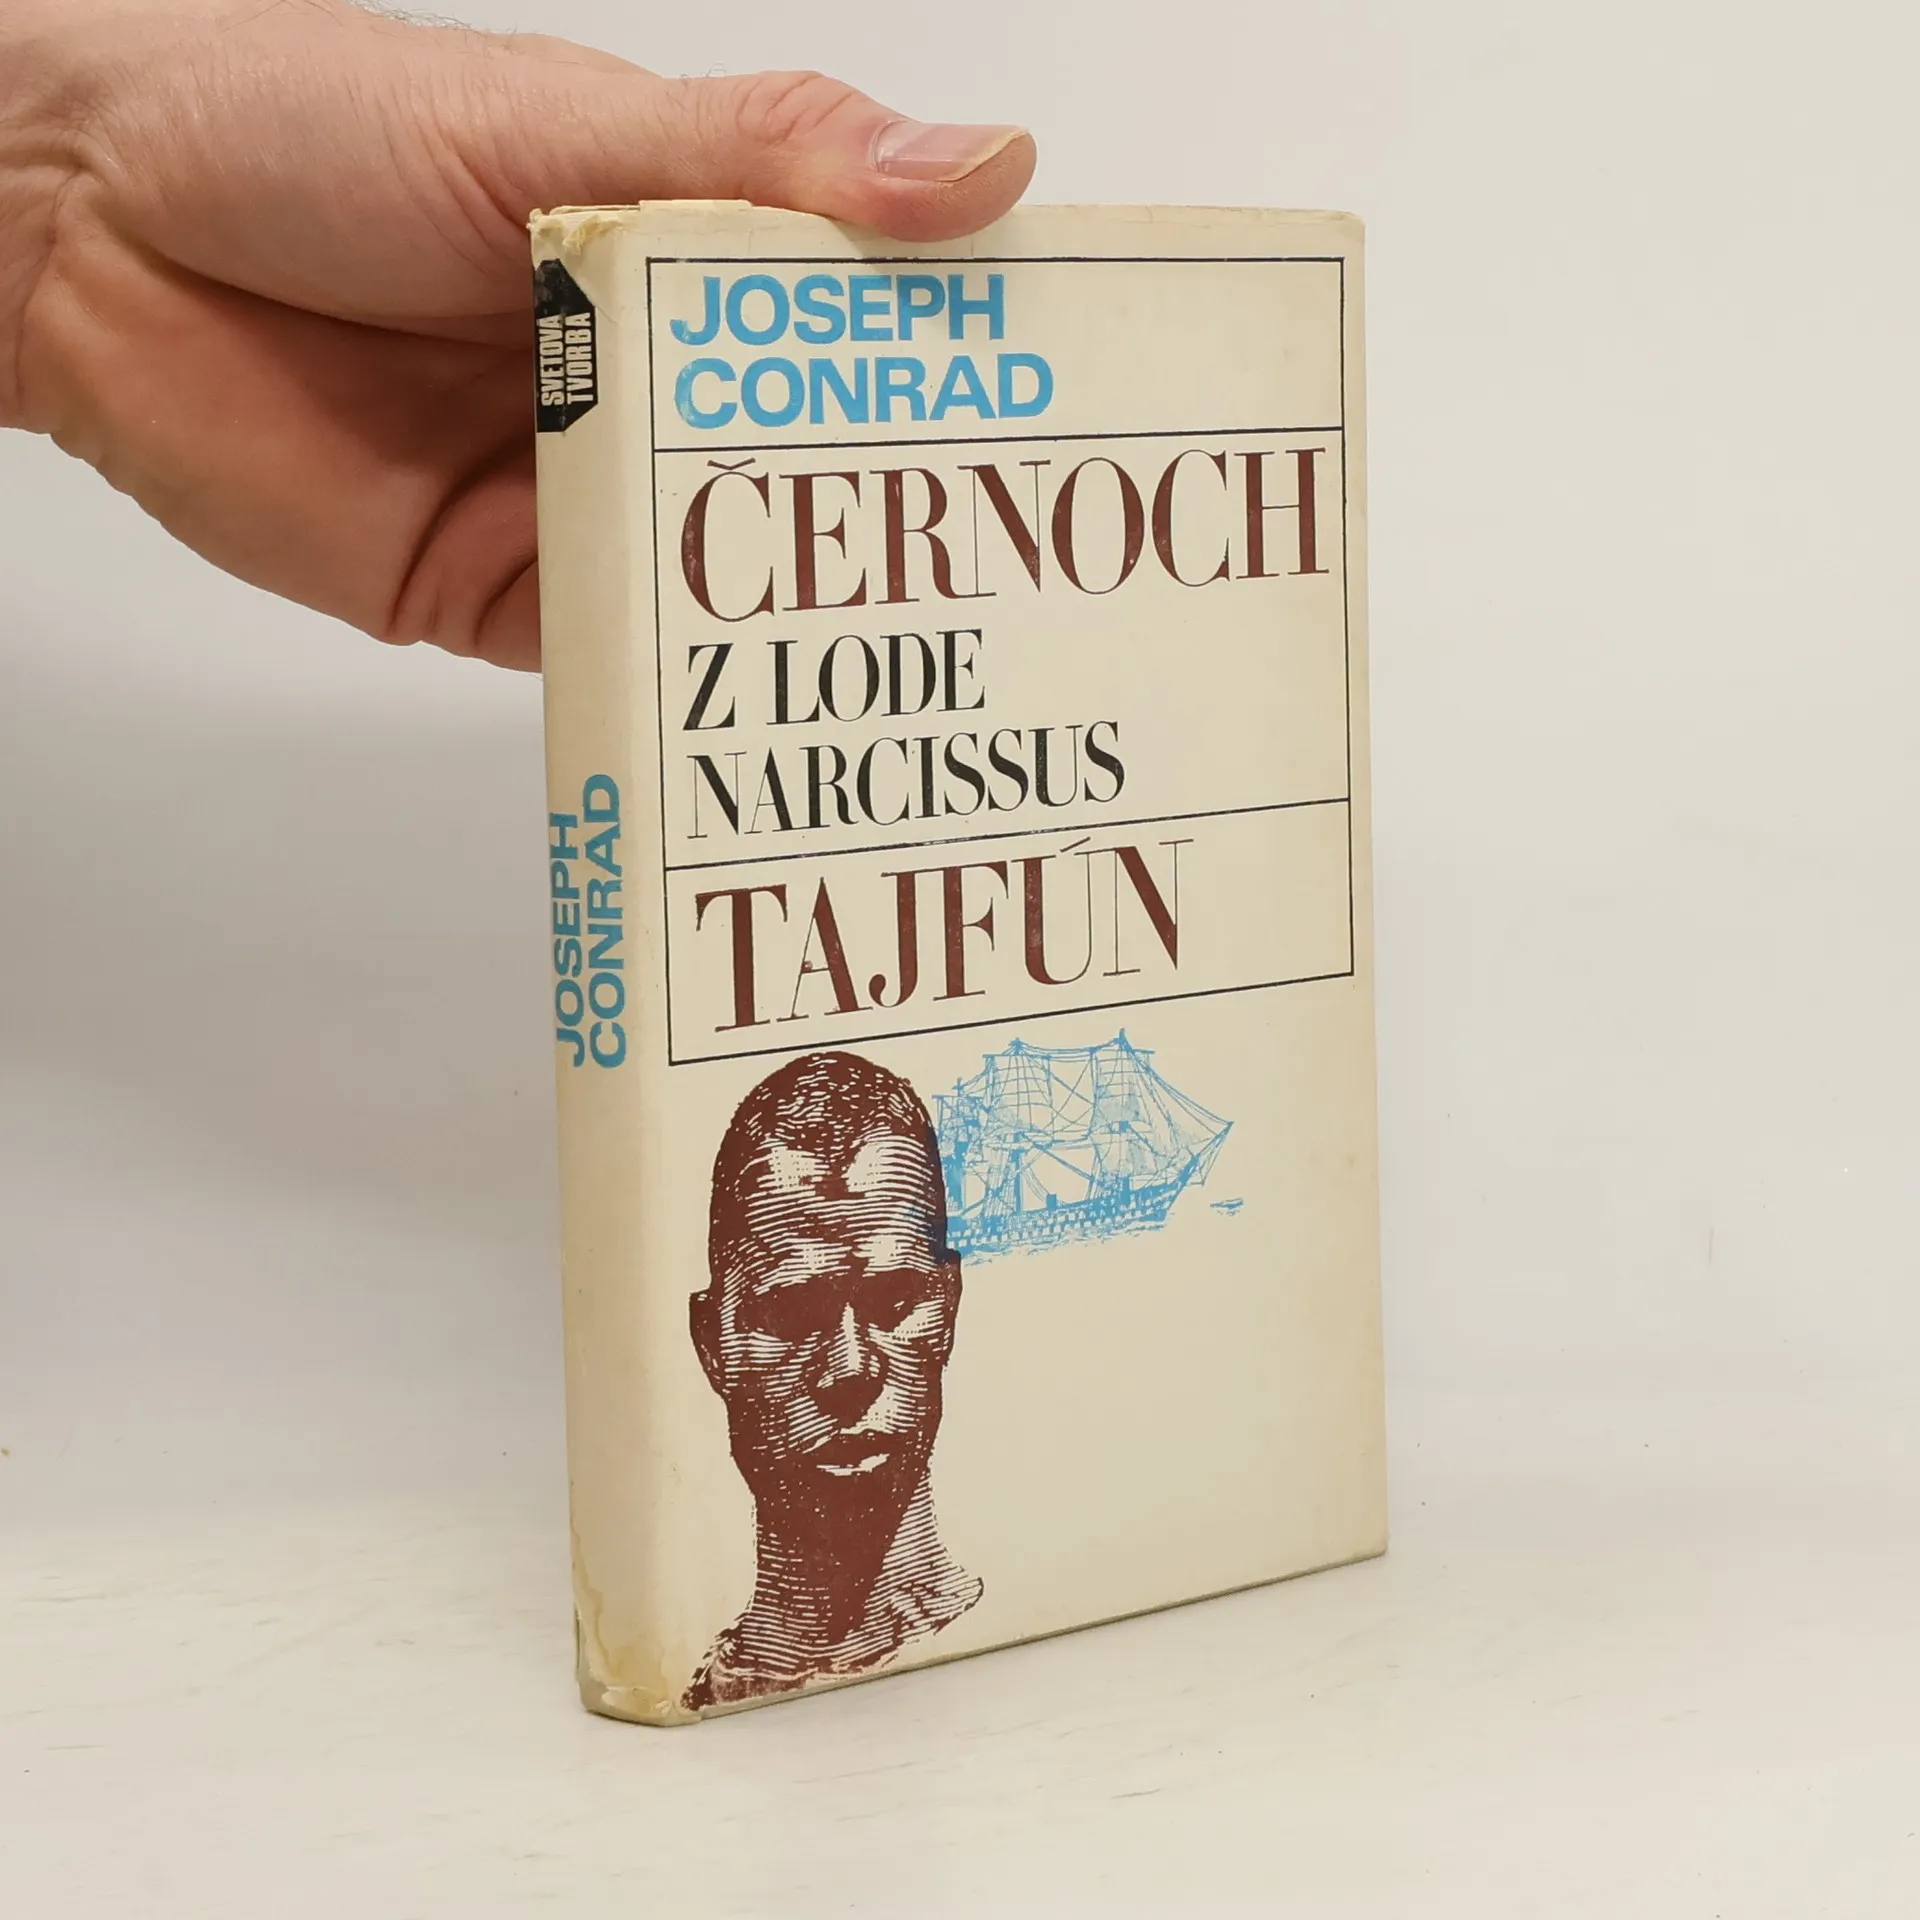 JOSEPH
CONRAD
ČERNOCH
Z LODE
NARCISSUS
TAJFÚN
SVETOVÁ
TVORBA
JOSEPH
CONRAD